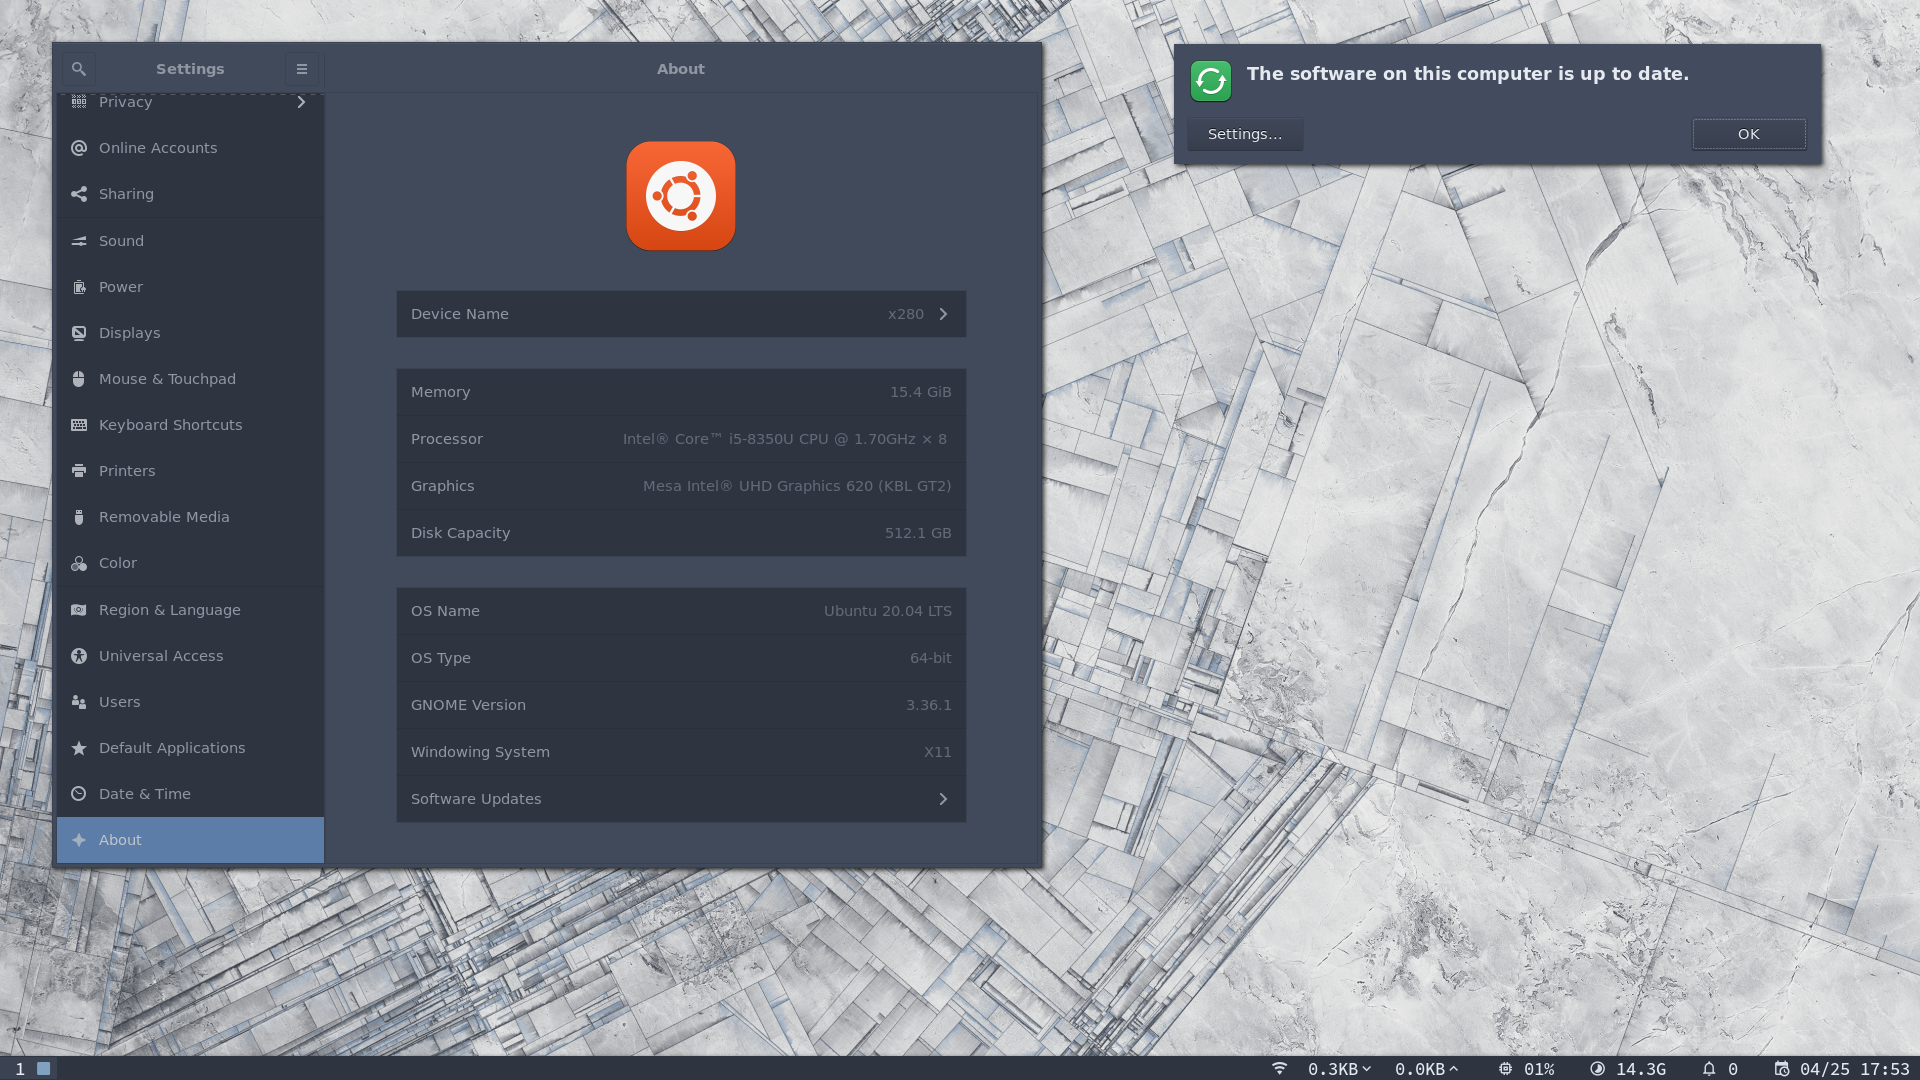 Settings
About
Privacy
Online Accounts
Sharing
Sound
Power
Displays
Mouse & Touchpad
Keyboard Shortcuts
Printers
Removable Media
Color
Region & Language
Universal Access
Users
Default Applications
Date & Time
About
Device Name x280
Memory 15.4 GiB
Processor Intel® Core™ i5-8350U CPU @ 1.70GHz × 8
Graphics Mesa Intel® UHD Graphics 620 (KBL GT2)
Disk Capacity 512.1 GB
OS Name Ubuntu 20.04 LTS
OS Type 64-bit
GNOME Version 3.36.1
Windowing System X11
Software Updates
The software on this computer is up to date.
Settings...
OK
1 0.3KB 0.0KB 01% 14.3G 0 04/25 17:53